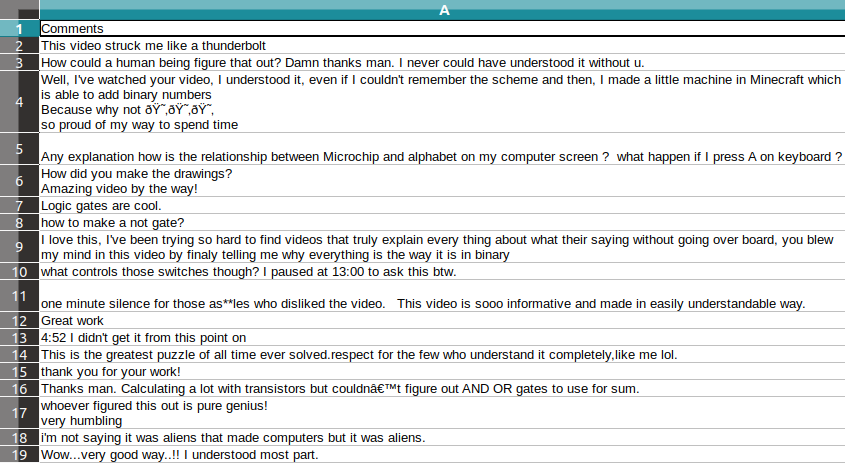 A
1 Comments
2 This video struck me like a thunderbolt
3 How could a human being figure that out? Damn thanks man. I never could have understood it without u.
4 Well, I've watched your video, I understood it, even if I couldn't remember the scheme and then, I made a little machine in Minecraft which
is able to add binary numbers
Because why not ðŸ˜‚ðŸ˜‚ðŸ˜‚
so proud of my way to spend time
5 Any explanation how is the relationship between Microchip and alphabet on my computer screen ?  what happen if I press A on keyboard ?
6 How did you make the drawings?
Amazing video by the way!
7 Logic gates are cool.
8 how to make a not gate?
9 I love this, I've been trying so hard to find videos that truly explain every thing about what their saying without going over board, you blew
my mind in this video by finaly telling me why everything is the way it is in binary
10 what controls those switches though? I paused at 13:00 to ask this btw.
11 one minute silence for those as**les who disliked the video.   This video is sooo informative and made in easily understandable way.
12 Great work
13 4:52 I didn't get it from this point on
14 This is the greatest puzzle of all time ever solved.respect for the few who understand it completely,like me lol.
15 thank you for your work!
16 Thanks man. Calculating a lot with transistors but couldnâ€™t figure out AND OR gates to use for sum.
17 whoever figured this out is pure genius!
very humbling
18 i'm not saying it was aliens that made computers but it was aliens.
19 Wow...very good way..!! I understood most part.